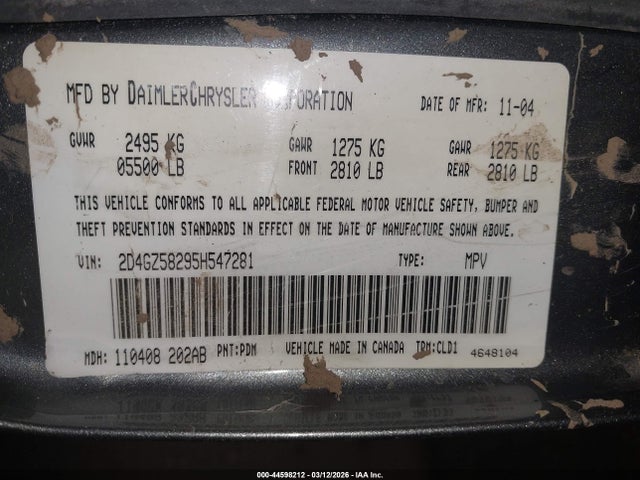 MFD BY DAIMLERCHRYSLER CORPORATION DATE OF MFR: 11-04
GVWR 2495 KG GAWR 1275 KG GAWR 1275 KG
05500 LB FRONT 2810 LB REAR 2810 LB
THIS VEHICLE CONFORMS TO ALL APPLICABLE FEDERAL MOTOR VEHICLE SAFETY, BUMPER AND
THEFT PREVENTION STANDARDS IN EFFECT ON THE DATE OF MANUFACTURE SHOWN ABOVE.
VIN: 2D4GZ58295H547281 TYPE: MPV
MDH: 110408 202AB PNT:PDM VEHICLE MADE IN CANADA TRM:CLD1 4648104
000-44598212 - 03/12/2026 - IAA Inc.